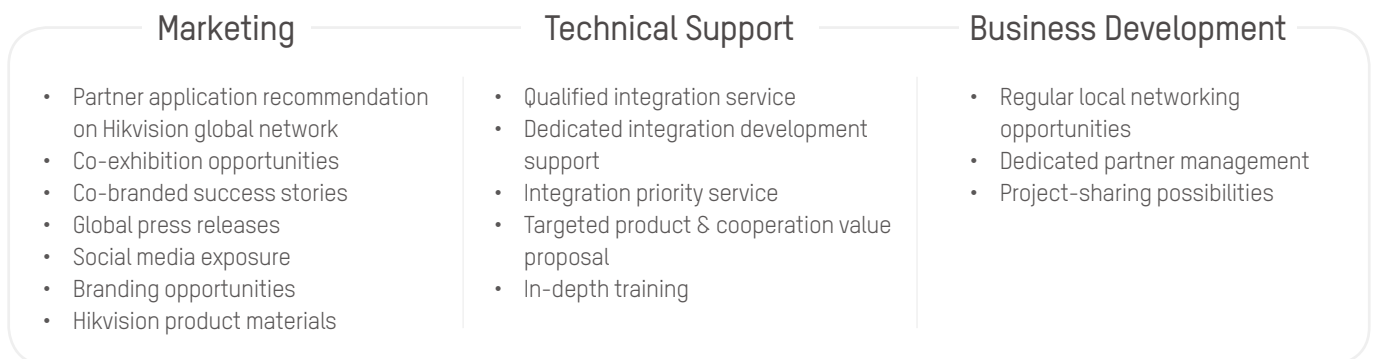 Marketing
• Partner application recommendation
on Hikvision global network
• Co-exhibition opportunities
• Co-branded success stories
• Global press releases
• Social media exposure
• Branding opportunities
• Hikvision product materials
Technical Support
• Qualified integration service
• Dedicated integration development
support
• Integration priority service
• Targeted product & cooperation value
proposal
• In-depth training
Business Development
• Regular local networking
opportunities
• Dedicated partner management
• Project-sharing possibilities